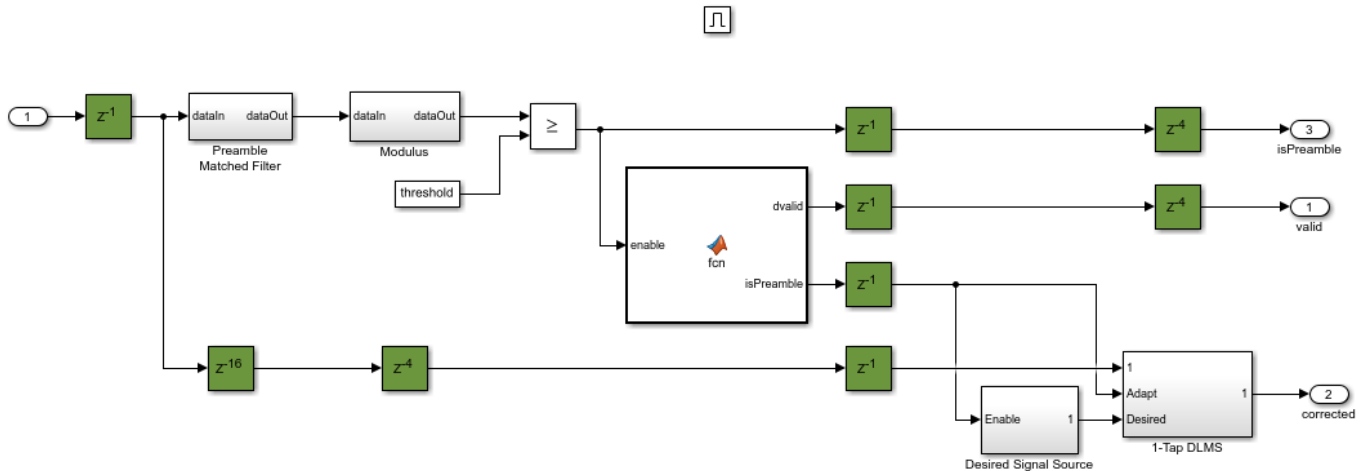 1
z-1
dataIn dataOut
Preamble
Matched Filter
dataIn dataOut
Modulus
≥
threshold
z-1
z-4
3
isPreamble
enable
dvalid
isPreamble
fcn
z-1
z-4
1
valid
z-1
z-16
z-4
z-1
Enable 1
Desired Signal Source
1
Adapt
Desired
1
1-Tap DLMS
2
corrected